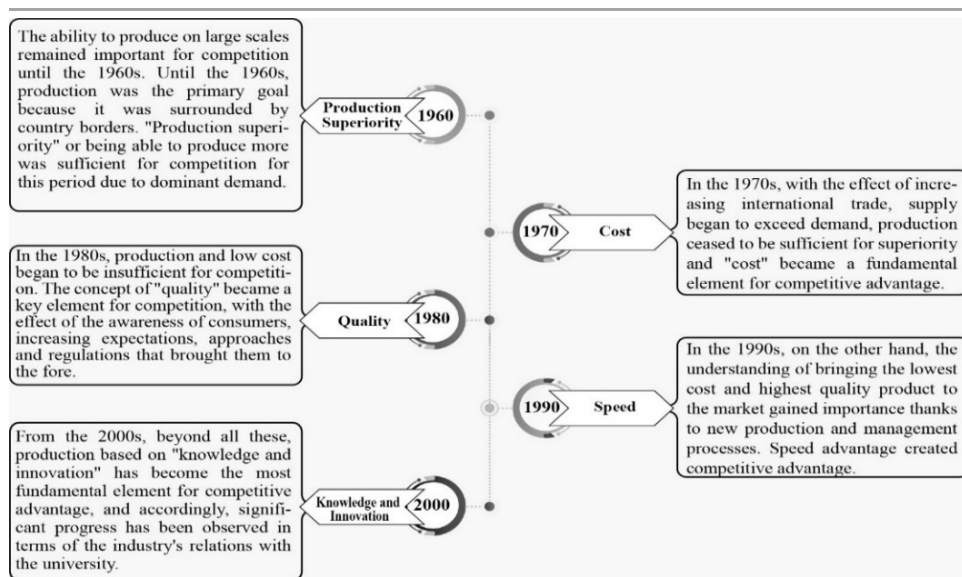 The ability to produce on large scales
remained important for competition
until the 1960s. Until the 1960s,
production was the primary goal
because it was surrounded by
country borders. "Production superi-
ority" or being able to produce more
was sufficient for competition for
this period due to dominant demand.
Production
Superiority
1960
1970
Cost
In the 1970s, with the effect of incre-
asing international trade, supply
began to exceed demand, production
ceased to be sufficient for superiority
and "cost" became a fundamental
element for competitive advantage.
In the 1980s, production and low cost
began to be insufficient for competiti-
on. The concept of "quality" became a
key element for competition, with the
effect of the awareness of consumers,
increasing expectations, approaches
and regulations that brought them to
the fore.
Quality
1980
1990
Speed
In the 1990s, on the other hand, the
understanding of bringing the lowest
cost and highest quality product to
the market gained importance thanks
to new production and management
processes. Speed advantage created
competitive advantage.
From the 2000s, beyond all these,
production based on "knowledge and
innovation" has become the most
fundamental element for competitive
advantage, and accordingly, signifi-
cant progress has been observed in
terms of the industry's relations with
the university.
Knowledge and
Innovation
2000